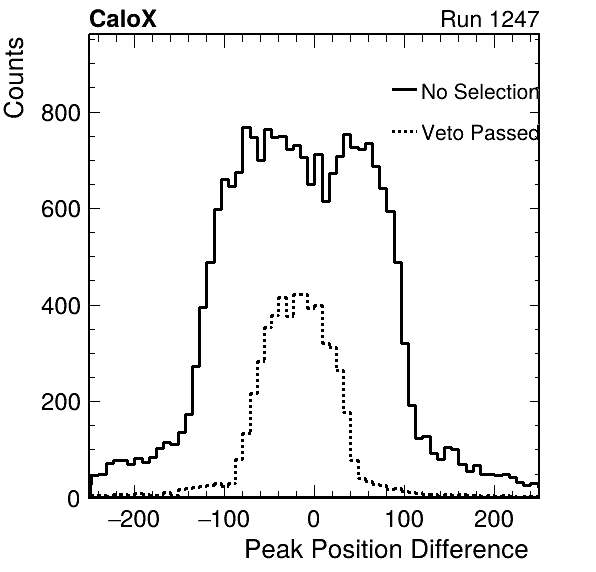 CaloX Run 1247
Counts
No Selection
Veto Passed
800
600
400
200
0
−200 −100 0 100 200
Peak Position Difference